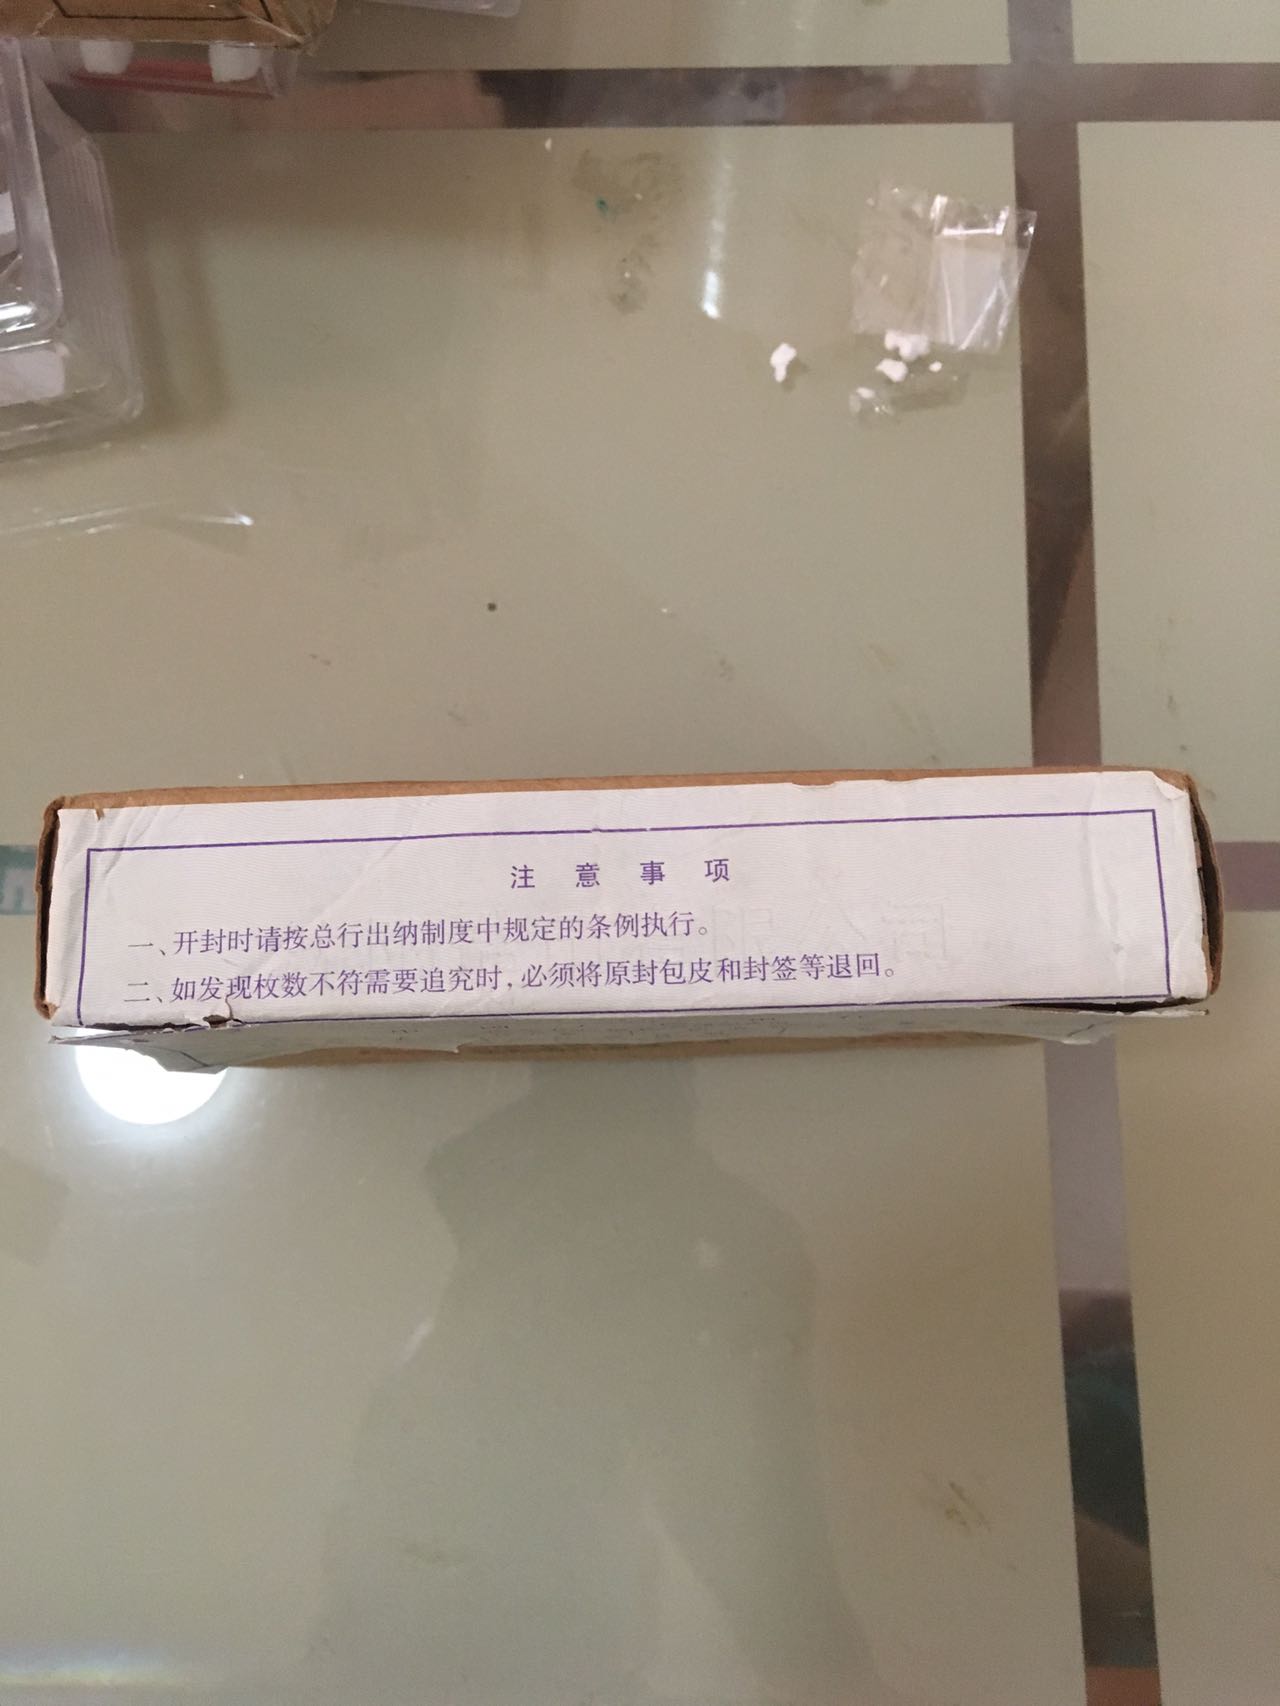 注意事项
一、开封时请按总行出纳制度中规定的条例执行。
二、如发现枚数不符需要追究时，必须将原封包皮和封签等退回。